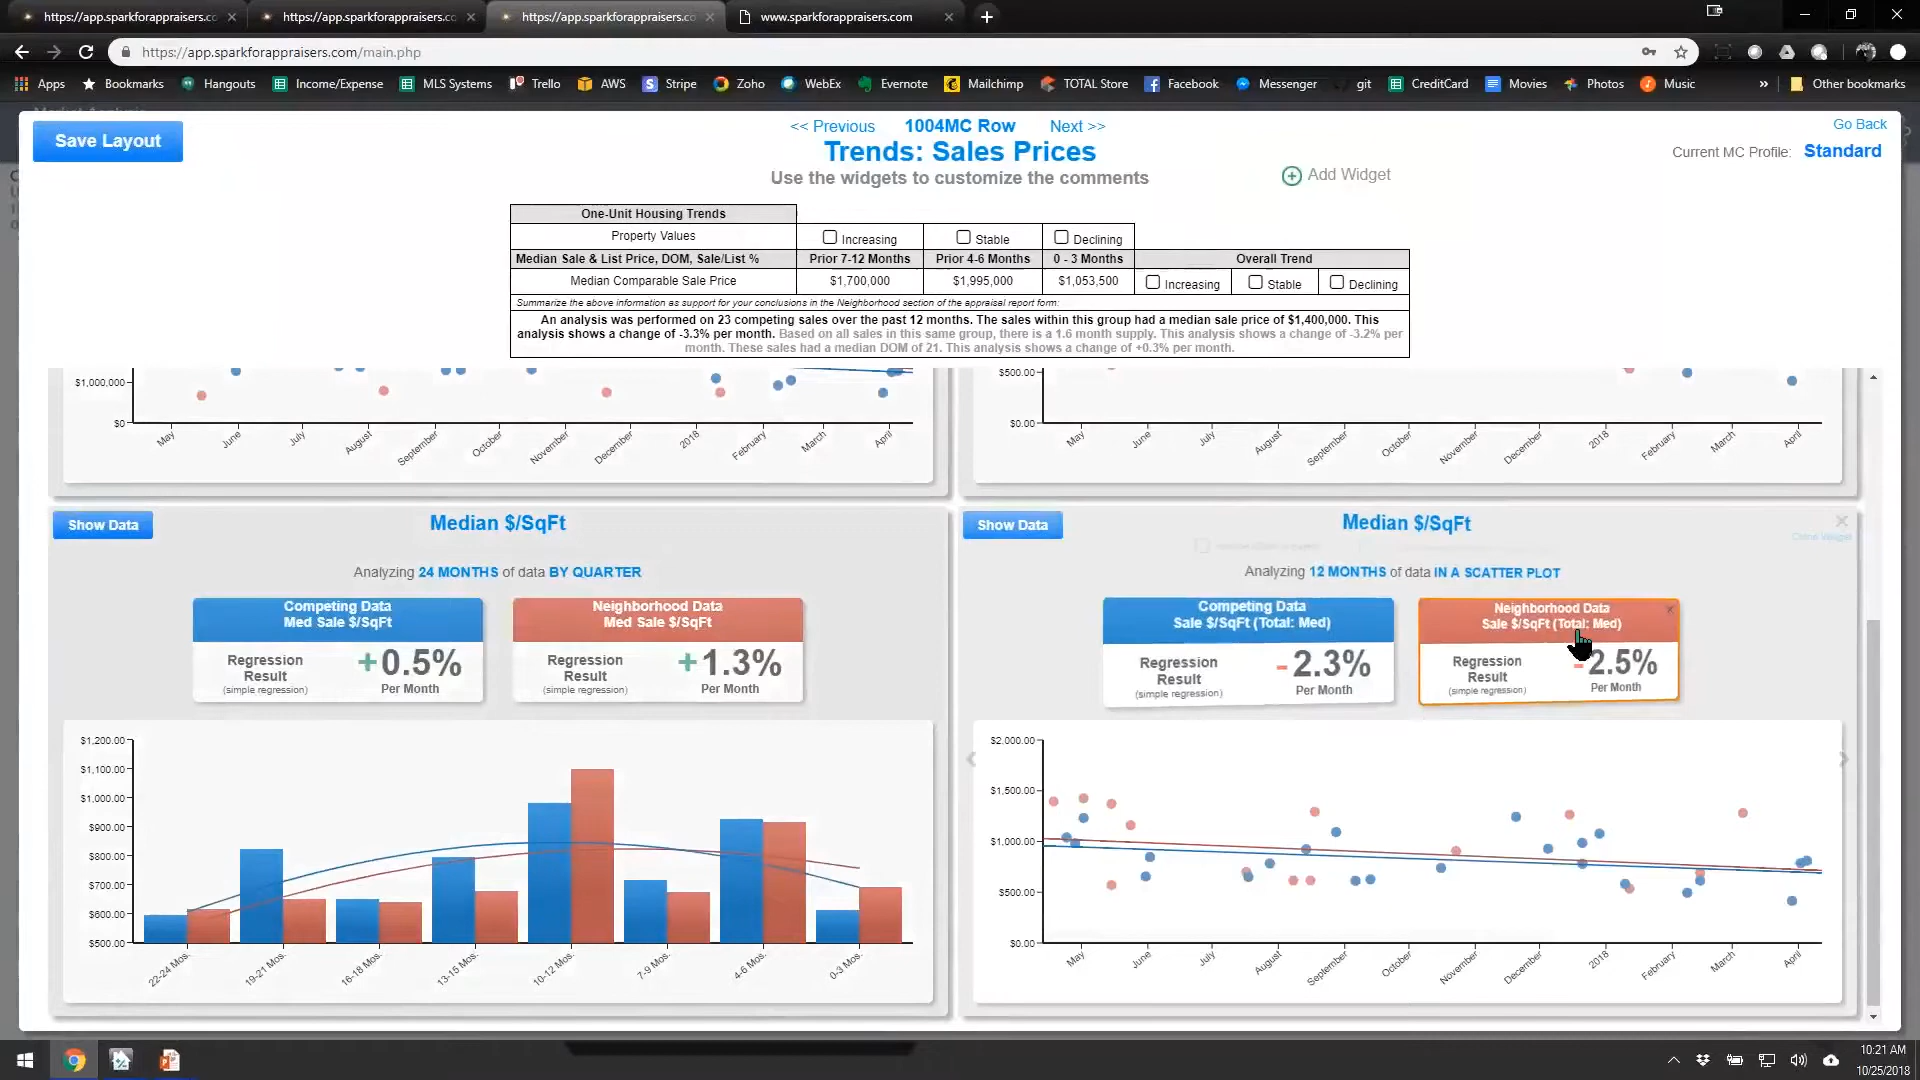 https://app.sparkforappraisers.co
https://app.sparkforappraisers.co
https://app.sparkforappraisers.co
www.sparkforappraisers.com
https://app.sparkforappraisers.com/main.php
Apps
Bookmarks
Hangouts
Income/Expense
MLS Systems
Trello
AWS
Stripe
Zoho
WebEx
Evernote
Mailchimp
TOTAL Store
Facebook
Messenger
git
CreditCard
Movies
Photos
Music
»
Other bookmarks
Save Layout
<< Previous
1004MC Row
Next >>
Go Back
Trends: Sales Prices
Current MC Profile: Standard
Use the widgets to customize the comments
Add Widget
One-Unit Housing Trends
Property Values
Increasing
Stable
Declining
Median Sale & List Price, DOM, Sale/List %
Prior 7-12 Months
Prior 4-6 Months
0 - 3 Months
Overall Trend
Median Comparable Sale Price
$1,700,000
$1,995,000
$1,053,500
Increasing
Stable
Declining
Summarize the above information as support for your conclusions in the Neighborhood section of the appraisal report form:
An analysis was performed on 23 competing sales over the past 12 months. The sales within this group had a median sale price of $1,400,000. This
analysis shows a change of -3.3% per month. Based on all sales in this same group, there is a 1.6 month supply. This analysis shows a change of -3.2% per
month. These sales had a median DOM of 21. This analysis shows a change of +0.3% per month.
$1,000,000
$0
May
June
July
August
September
October
November
December
2018
February
March
April
$500.00
$0.00
May
June
July
August
September
October
November
December
2018
February
March
April
Show Data
Median $/SqFt
Analyzing 24 MONTHS of data BY QUARTER
Competing Data
Med Sale $/SqFt
Regression
Result
(simple regression)
+0.5%
Per Month
Neighborhood Data
Med Sale $/SqFt
Regression
Result
(simple regression)
+1.3%
Per Month
$1,200.00
$1,100.00
$1,000.00
$900.00
$800.00
$700.00
$600.00
$500.00
22-24 Mos.
19-21 Mos.
16-18 Mos.
13-15 Mos.
10-12 Mos.
7-9 Mos.
4-6 Mos.
0-3 Mos.
Show Data
Median $/SqFt
Analyzing 12 MONTHS of data IN A SCATTER PLOT
Competing Data
Sale $/SqFt (Total: Med)
Regression
Result
(simple regression)
-2.3%
Per Month
Neighborhood Data
Sale $/SqFt (Total: Med)
Regression
Result
(simple regression)
-2.5%
Per Month
$2,000.00
$1,500.00
$1,000.00
$500.00
$0.00
May
June
July
August
September
October
November
December
2018
February
March
April
10:21 AM
10/25/2018